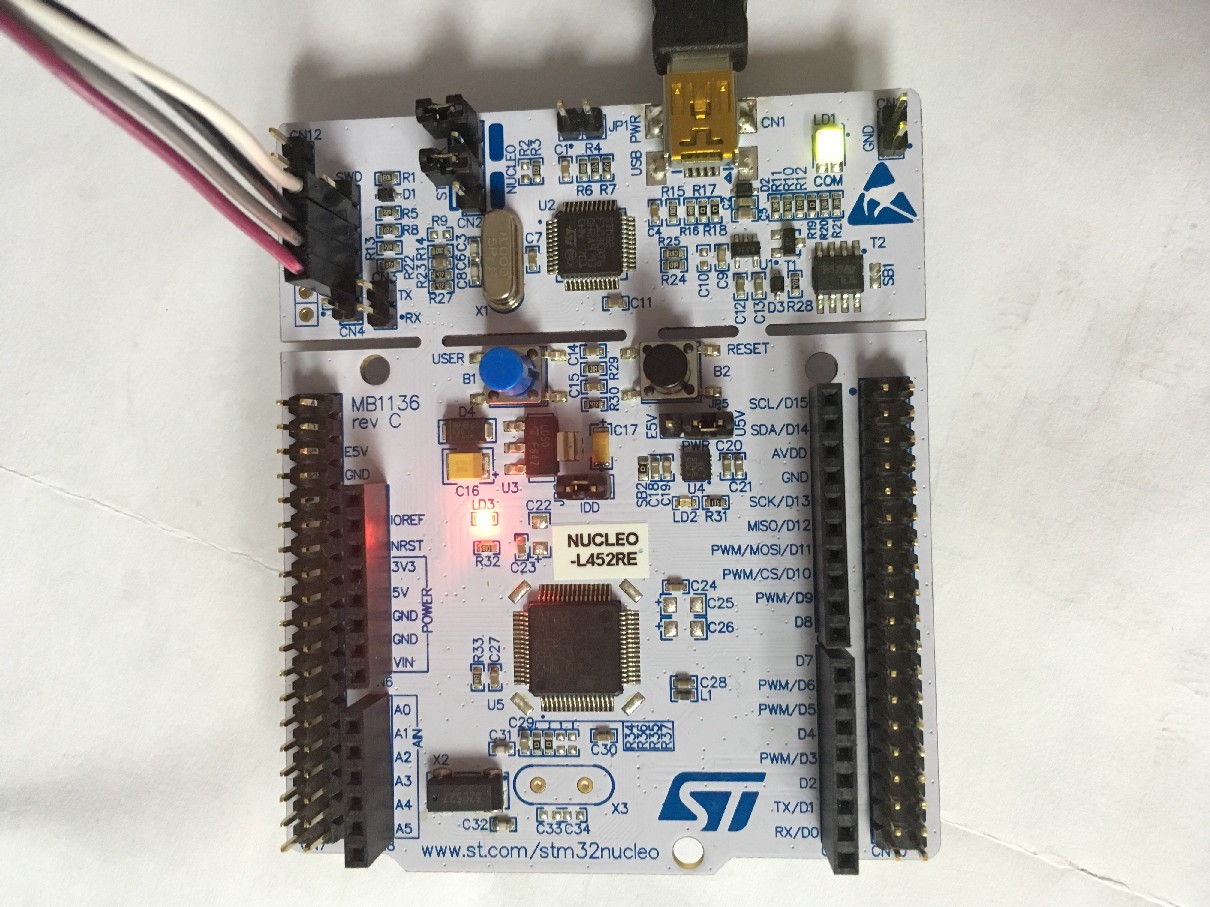 CN12
SWD
R1
D1
R5
R8
R13
R9
TX
RX
CN4
R27
CN2
NUCLEO
R2
R3
C1
R4
JP1
R6
R7
U2
C7
X1
C11
USB PWR
CN1
R15
R17
C4
R16
R18
R25
R24
C10
C9
C12
C13
D3
R28
R11
R10
R12
R19
R20
R21
LD1
COM
GND
T2
SB1
USER
B1
C14
R29
C15
R30
RESET
B2
MB1136
rev C
D4
C16
U3
C17
IDD
E5V
JP5
U5V
PWR
C20
C21
SB2
C18
C19
U4
LD2
R31
E5V
GND
IOREF
NRST
3V3
5V
GND
GND
VIN
POWER
A0
A1
A2
A3
A4
A5
AIN
LD3
R32
C22
C23
NUCLEO
-L452RE
C24
C25
C26
R33
C27
U5
C28
L1
C29
C31
C30
R34
R36
R35
R37
X2
C32
X3
C33
C34
SCL/D15
SDA/D14
AVDD
GND
SCK/D13
MISO/D12
PWM/MOSI/D11
PWM/CS/D10
PWM/D9
D8
D7
PWM/D6
PWM/D5
D4
PWM/D3
D2
TX/D1
RX/D0
ST
www.st.com/stm32nucleo